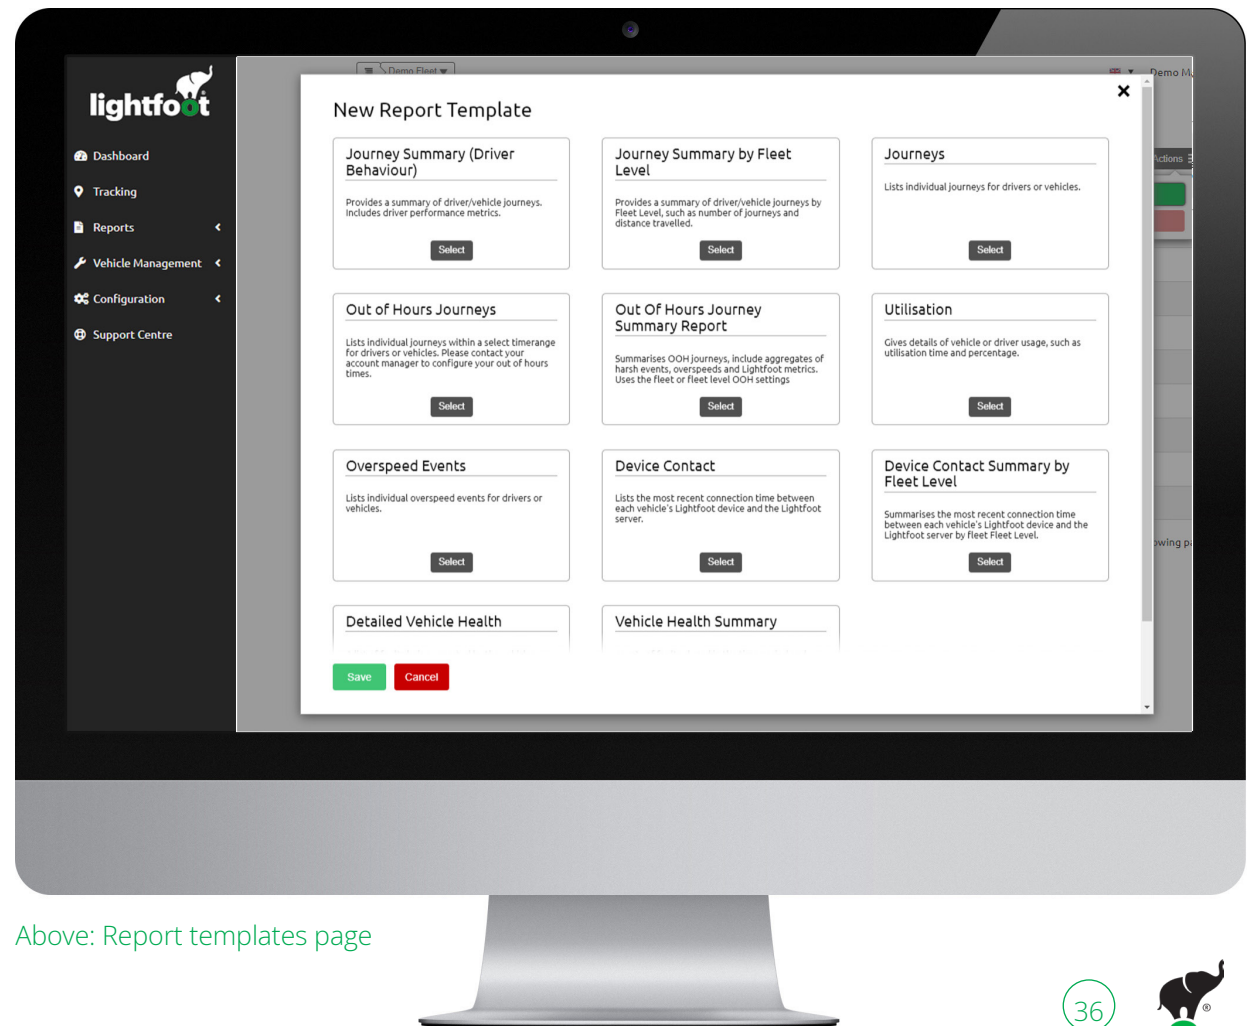 lightfoot
Dashboard
Tracking
Reports
Vehicle Management
Configuration
Support Centre
Demo Fleet
Demo
Actions
New Report Template
Journey Summary (Driver
Behaviour)
Provides a summary of driver/vehicle journeys.
Includes driver performance metrics.
Select
Journey Summary by Fleet
Level
Provides a summary of driver/vehicle journeys by
Fleet Level, such as number of journeys and
distance travelled.
Select
Journeys
Lists individual journeys for drivers or vehicles.
Select
Out of Hours Journeys
Lists individual journeys within a select timerange
for drivers or vehicles. Please contact your
account manager to configure your out of hours
times.
Select
Out Of Hours Journey
Summary Report
Summarises OOH journeys, include aggregates of
harsh events, overspeeds and Lightfoot metrics.
Uses the fleet or fleet level OOH settings
Select
Utilisation
Gives details of vehicle or driver usage, such as
utilisation time and percentage.
Select
Overspeed Events
Lists individual overspeed events for drivers or
vehicles.
Select
Device Contact
Lists the most recent connection time between
each vehicle's Lightfoot device and the Lightfoot
server.
Select
Device Contact Summary by
Fleet Level
Summarises the most recent connection time
between each vehicle's Lightfoot device and the
Lightfoot server by fleet Fleet Level.
Select
Detailed Vehicle Health
Vehicle Health Summary
Save
Cancel
Above: Report templates page
36
®